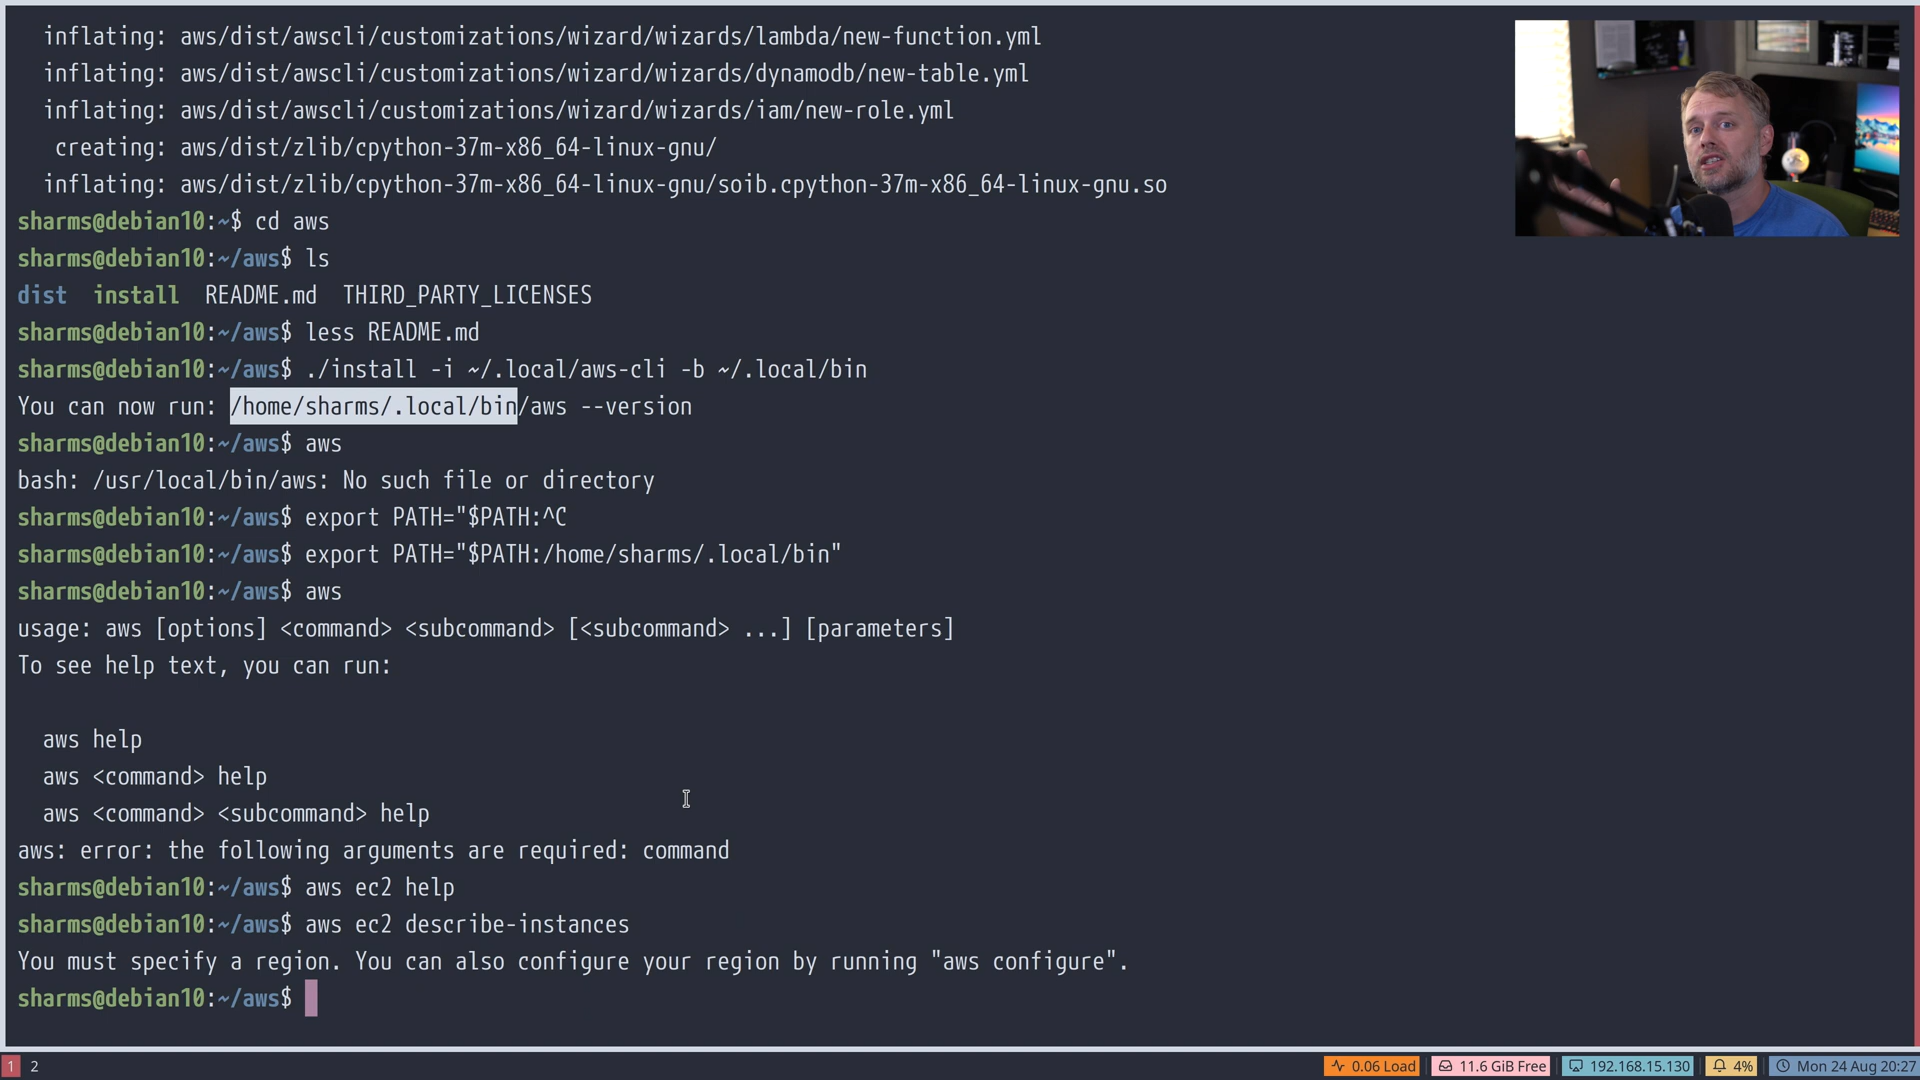 inflating: aws/dist/awscli/customizations/wizard/wizards/lambda/new-function.yml
inflating: aws/dist/awscli/customizations/wizard/wizards/dynamodb/new-table.yml
inflating: aws/dist/awscli/customizations/wizard/wizards/iam/new-role.yml
creating: aws/dist/zlib/cpython-37m-x86_64-linux-gnu/
inflating: aws/dist/zlib/cpython-37m-x86_64-linux-gnu/soib.cpython-37m-x86_64-linux-gnu.so
sharms@debian10:~$ cd aws
sharms@debian10:~/aws$ ls
dist install README.md THIRD_PARTY_LICENSES
sharms@debian10:~/aws$ less README.md
sharms@debian10:~/aws$ ./install -i ~/.local/aws-cli -b ~/.local/bin
You can now run: /home/sharms/.local/bin/aws --version
sharms@debian10:~/aws$ aws
bash: /usr/local/bin/aws: No such file or directory
sharms@debian10:~/aws$ export PATH="$PATH:^C
sharms@debian10:~/aws$ export PATH="$PATH:/home/sharms/.local/bin"
sharms@debian10:~/aws$ aws
usage: aws [options] <command> <subcommand> [<subcommand> ...] [parameters]
To see help text, you can run:
aws help
aws <command> help
aws <command> <subcommand> help
aws: error: the following arguments are required: command
sharms@debian10:~/aws$ aws ec2 help
sharms@debian10:~/aws$ aws ec2 describe-instances
You must specify a region. You can also configure your region by running "aws configure".
sharms@debian10:~/aws$
1 2 0.06 Load 11.6 GiB Free 192.168.15.130 4% Mon 24 Aug 20:27